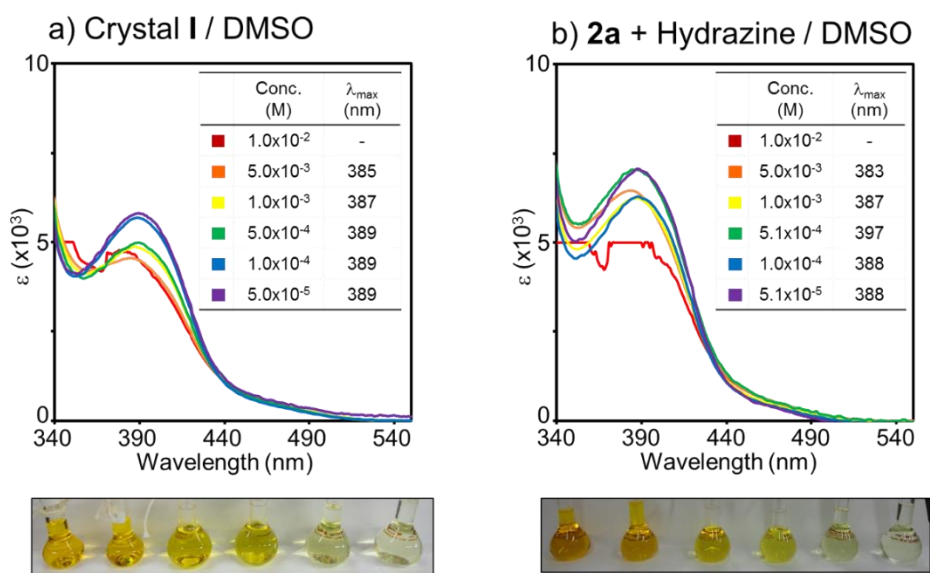 a) Crystal I / DMSO
10
5
0
ε (x10³)
Conc. (M) λmax (nm)
1.0x10⁻² -
5.0x10⁻³ 385
1.0x10⁻³ 387
5.0x10⁻⁴ 389
1.0x10⁻⁴ 389
5.0x10⁻⁵ 389
340 390 440 490 540
Wavelength (nm)
b) 2a + Hydrazine / DMSO
10
5
0
ε (x10³)
Conc. (M) λmax (nm)
1.0x10⁻² -
5.0x10⁻³ 383
1.0x10⁻³ 387
5.1x10⁻⁴ 397
1.0x10⁻⁴ 388
5.1x10⁻⁵ 388
340 390 440 490 540
Wavelength (nm)